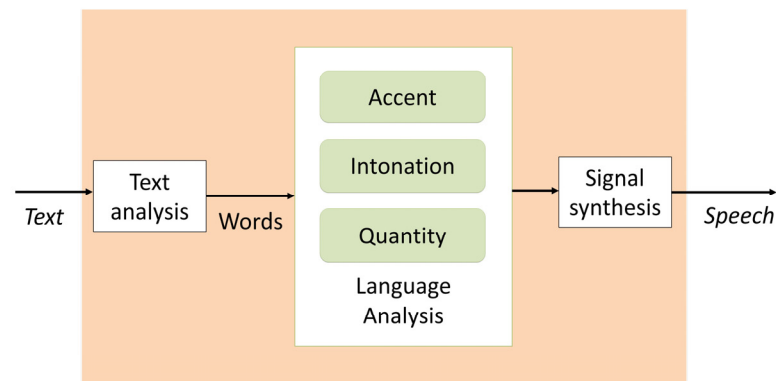 Text
Text
analysis
Words
Accent
Intonation
Quantity
Language
Analysis
Signal
synthesis
Speech